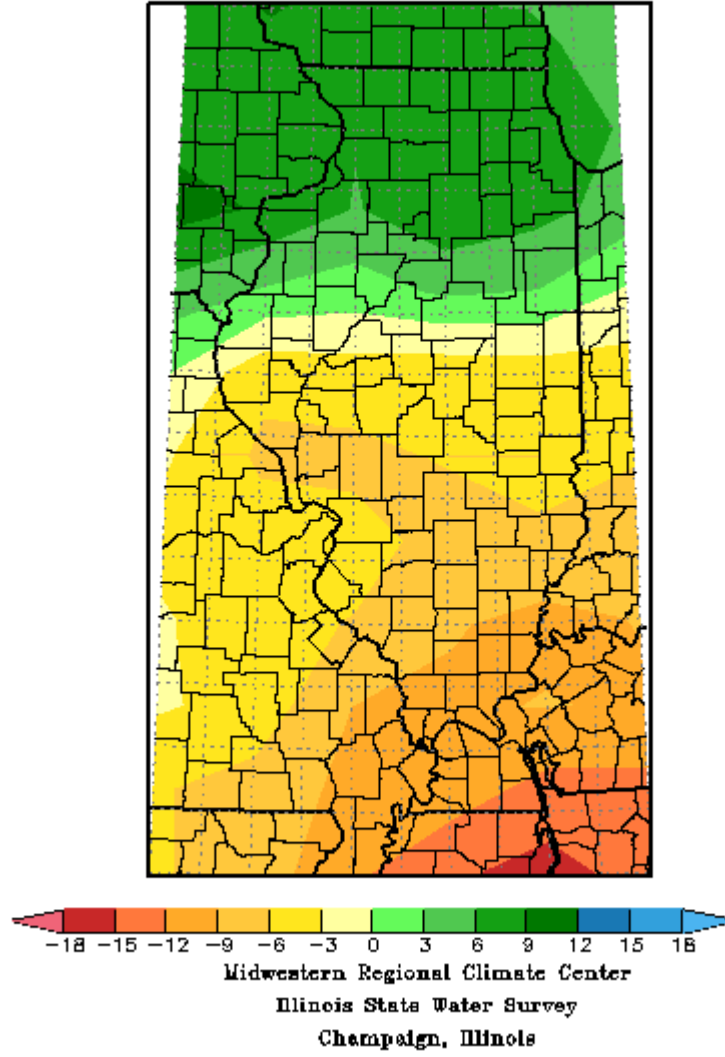 -18 -15 -12 -9 -6 -3 0 3 6 9 12 15 18
Midwestern Regional Climate Center
Illinois State Water Survey
Champaign, Illinois